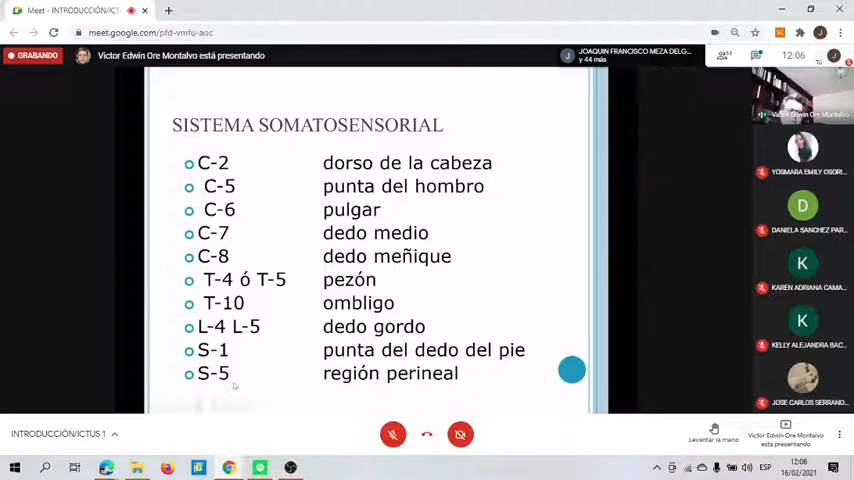 Meet - INTRODUCCIÓN/ICT
meet.google.com/pfd-vmfu-aoc
GRABANDO
Victor Edwin Ore Montalvo está presentando
JOAQUIN FRANCISCO MEZA DELG...
y 44 más
53
12:06
Tú
J
SISTEMA SOMATOSENSORIAL
C-2 dorso de la cabeza
C-5 punta del hombro
C-6 pulgar
C-7 dedo medio
C-8 dedo meñique
T-4 ó T-5 pezón
T-10 ombligo
L-4 L-5 dedo gordo
S-1 punta del dedo del pie
S-5 región perineal
Victor Edwin Ore Montalvo
YOSMARA EMILY OSORI...
D
DANIELA SANCHEZ PAR...
K
KAREN ADRIANA CAMA...
K
KELLY ALEJANDRA BAC...
JOSE CARLOS SERRANO...
INTRODUCCIÓN/ICTUS 1
Levantar la mano
Victor Edwin Ore Montalvo
está presentando
ESP
12:06
16/02/2021